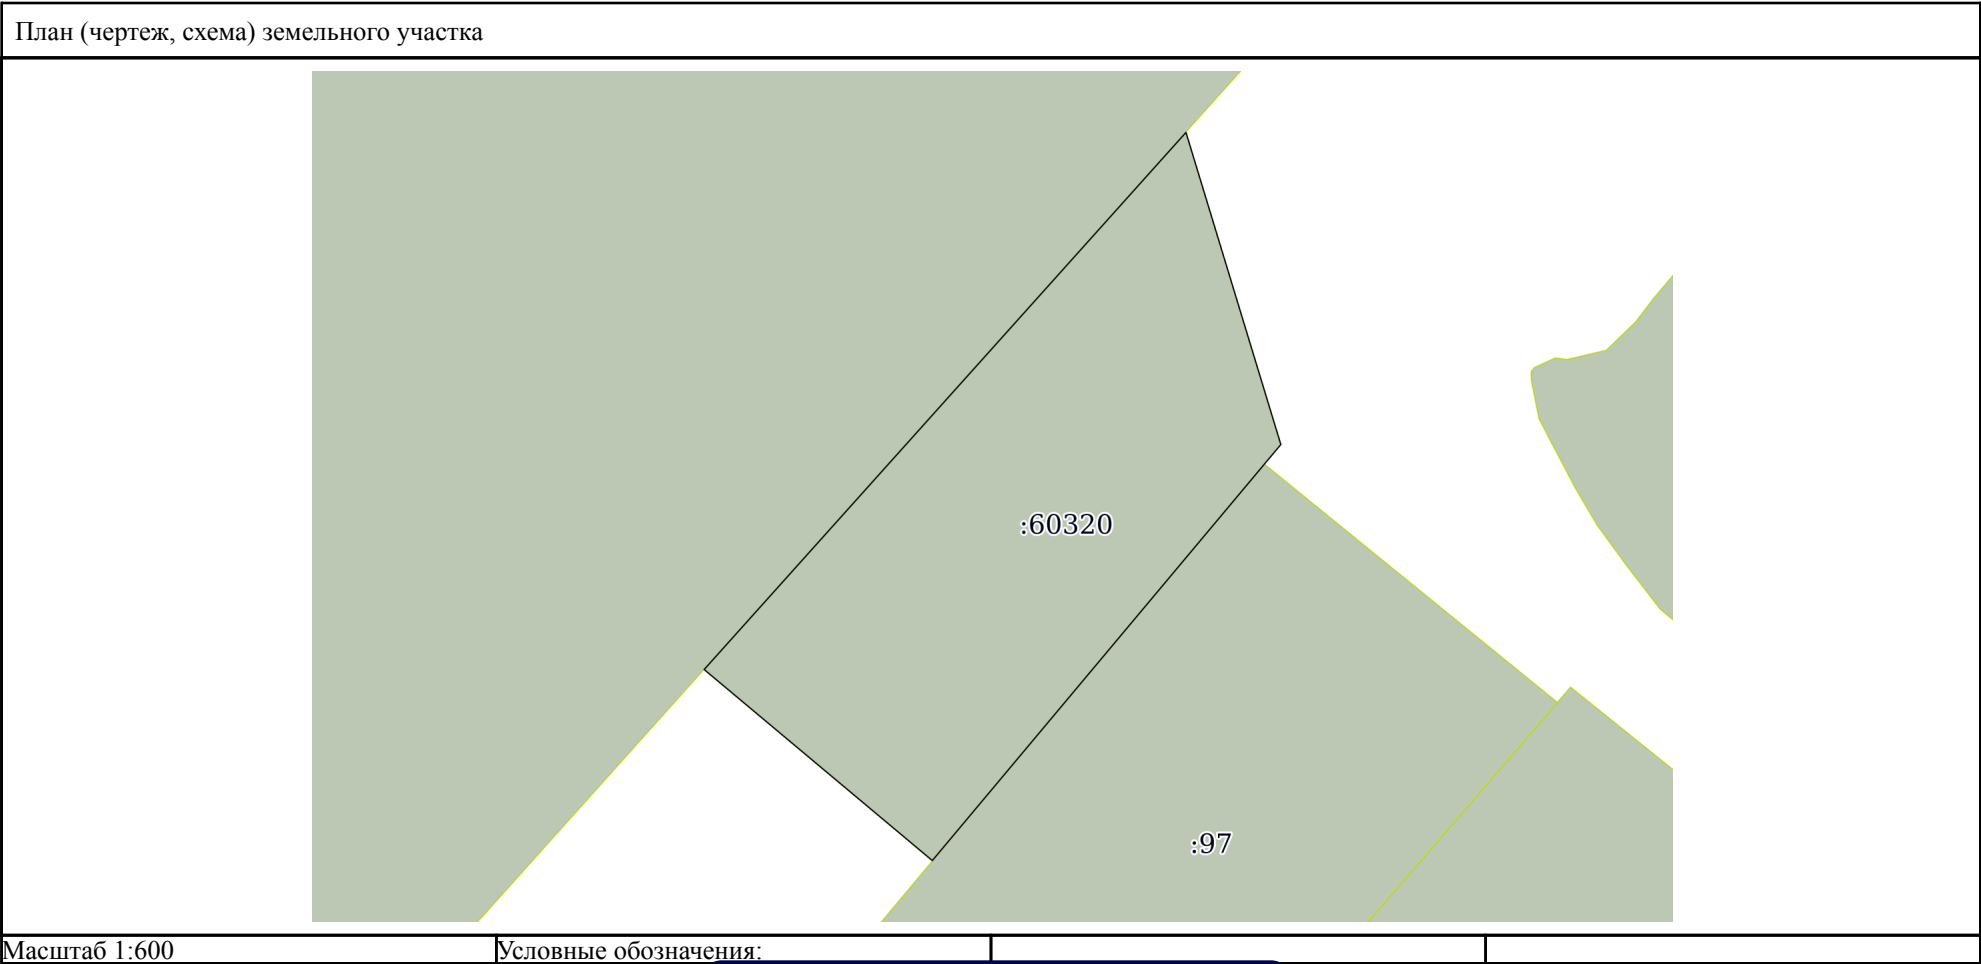 План (чертеж, схема) земельного участка
:60320
:97
Масштаб 1:600
Условные обозначения: